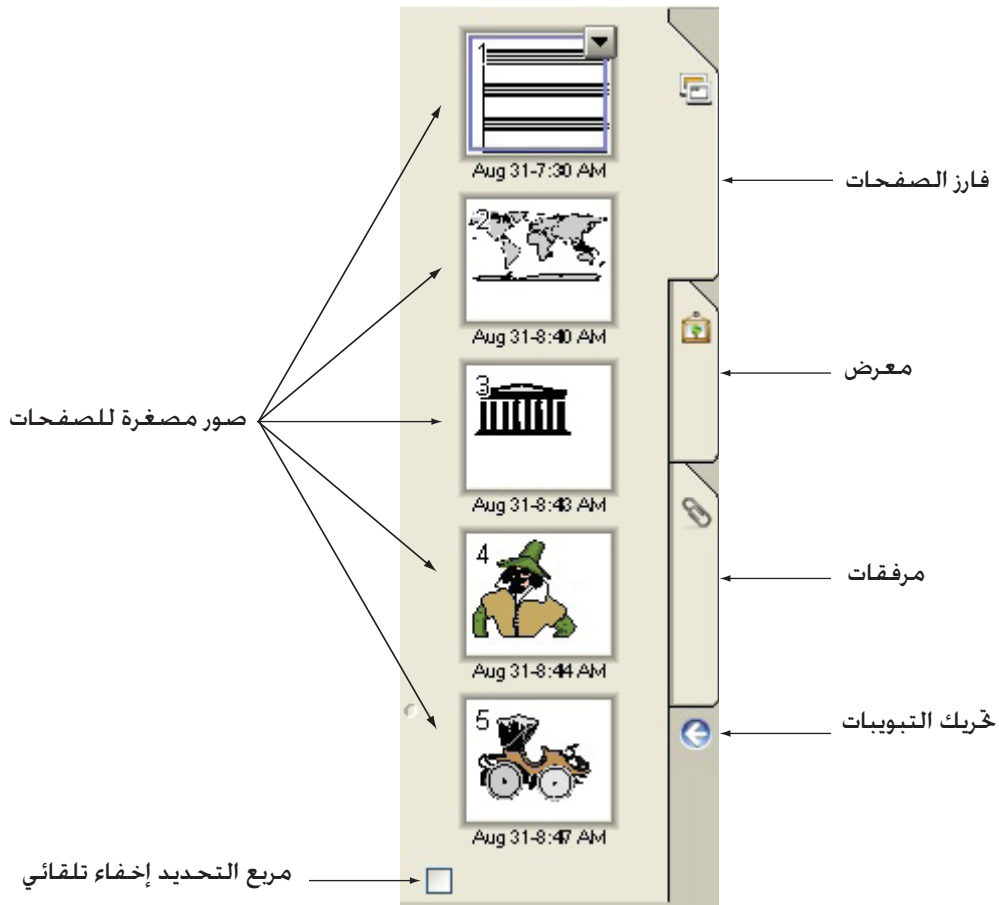 1
Aug 31-7:30 AM
فارز الصفحات
2
Aug 31-8:40 AM
معرض
3
صور مصغرة للصفحات
Aug 31-8:43 AM
4
مرفقات
Aug 31-8:44 AM
5
تحريك التبويبات
Aug 31-8:47 AM
مربع التحديد إخفاء تلقائي